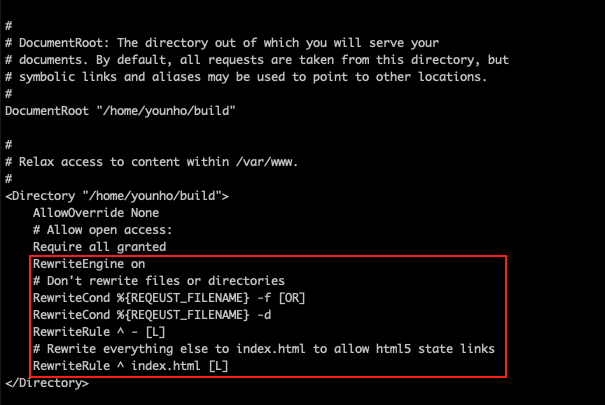 #
# DocumentRoot: The directory out of which you will serve your
# documents. By default, all requests are taken from this directory, but
# symbolic links and aliases may be used to point to other locations.
#
DocumentRoot "/home/younho/build"
#
# Relax access to content within /var/www.
#
<Directory "/home/younho/build">
AllowOverride None
# Allow open access:
Require all granted
RewriteEngine on
# Don't rewrite files or directories
RewriteCond %{REQEUST_FILENAME} -f [OR]
RewriteCond %{REQEUST_FILENAME} -d
RewriteRule ^ - [L]
# Rewrite everything else to index.html to allow html5 state links
RewriteRule ^ index.html [L]
</Directory>